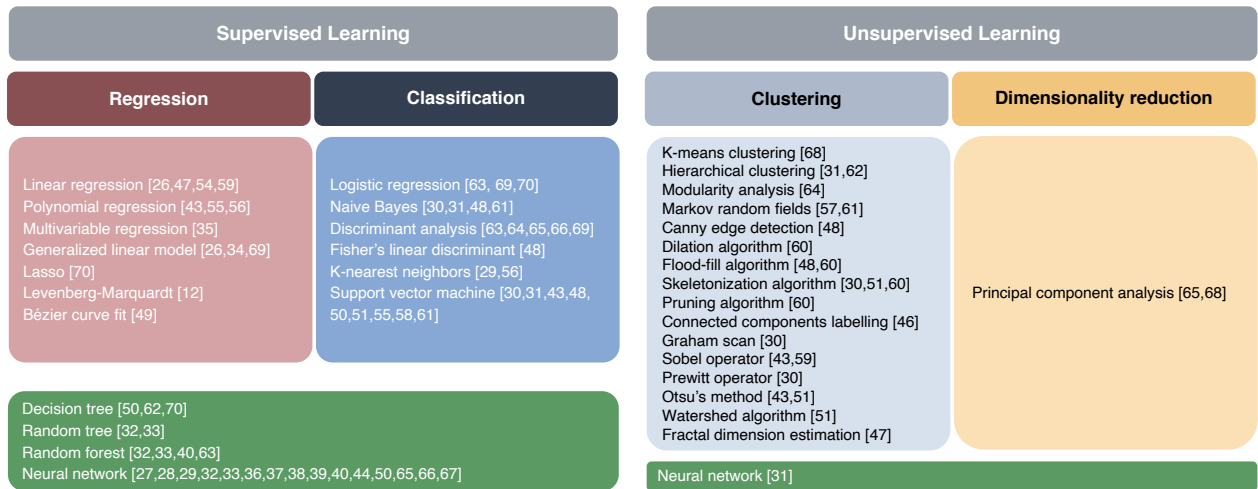 Supervised Learning
Regression
Classification
Linear regression [26,47,54,59]
Polynomial regression [43,55,56]
Multivariable regression [35]
Generalized linear model [26,34,69]
Lasso [70]
Levenberg-Marquardt [12]
Bézier curve fit [49]
Logistic regression [63, 69,70]
Naive Bayes [30,31,48,61]
Discriminant analysis [63,64,65,66,69]
Fisher's linear discriminant [48]
K-nearest neighbors [29,56]
Support vector machine [30,31,43,48,
50,51,55,58,61]
Decision tree [50,62,70]
Random tree [32,33]
Random forest [32,33,40,63]
Neural network [27,28,29,32,33,36,37,38,39,40,44,50,65,66,67]
Unsupervised Learning
Clustering
Dimensionality reduction
K-means clustering [68]
Hierarchical clustering [31,62]
Modularity analysis [64]
Markov random fields [57,61]
Canny edge detection [48]
Dilation algorithm [60]
Flood-fill algorithm [48,60]
Skeletonization algorithm [30,51,60]
Pruning algorithm [60]
Connected components labelling [46]
Graham scan [30]
Sobel operator [43,59]
Prewitt operator [30]
Otsu's method [43,51]
Watershed algorithm [51]
Fractal dimension estimation [47]
Principal component analysis [65,68]
Neural network [31]